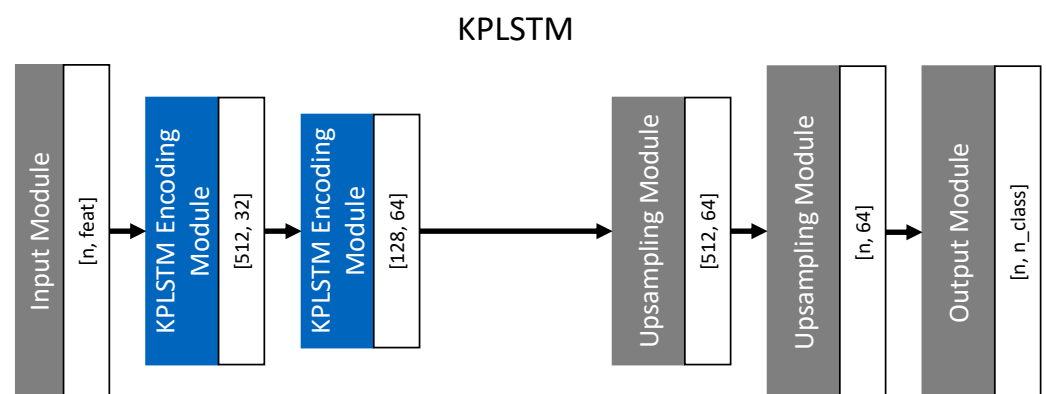 KPLSTM
Input Module
[n, feat]
KPLSTM Encoding
Module
[512, 32]
KPLSTM Encoding
Module
[128, 64]
Upsampling Module
[512, 64]
Upsampling Module
[n, 64]
Output Module
[n, n_class]